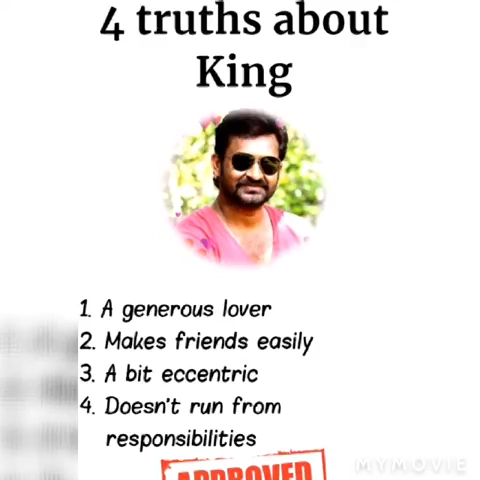 4 truths about
King
1. A generous lover
2. Makes friends easily
3. A bit eccentric
4. Doesn't run from
responsibilities
APPROVED
MYMOVIE